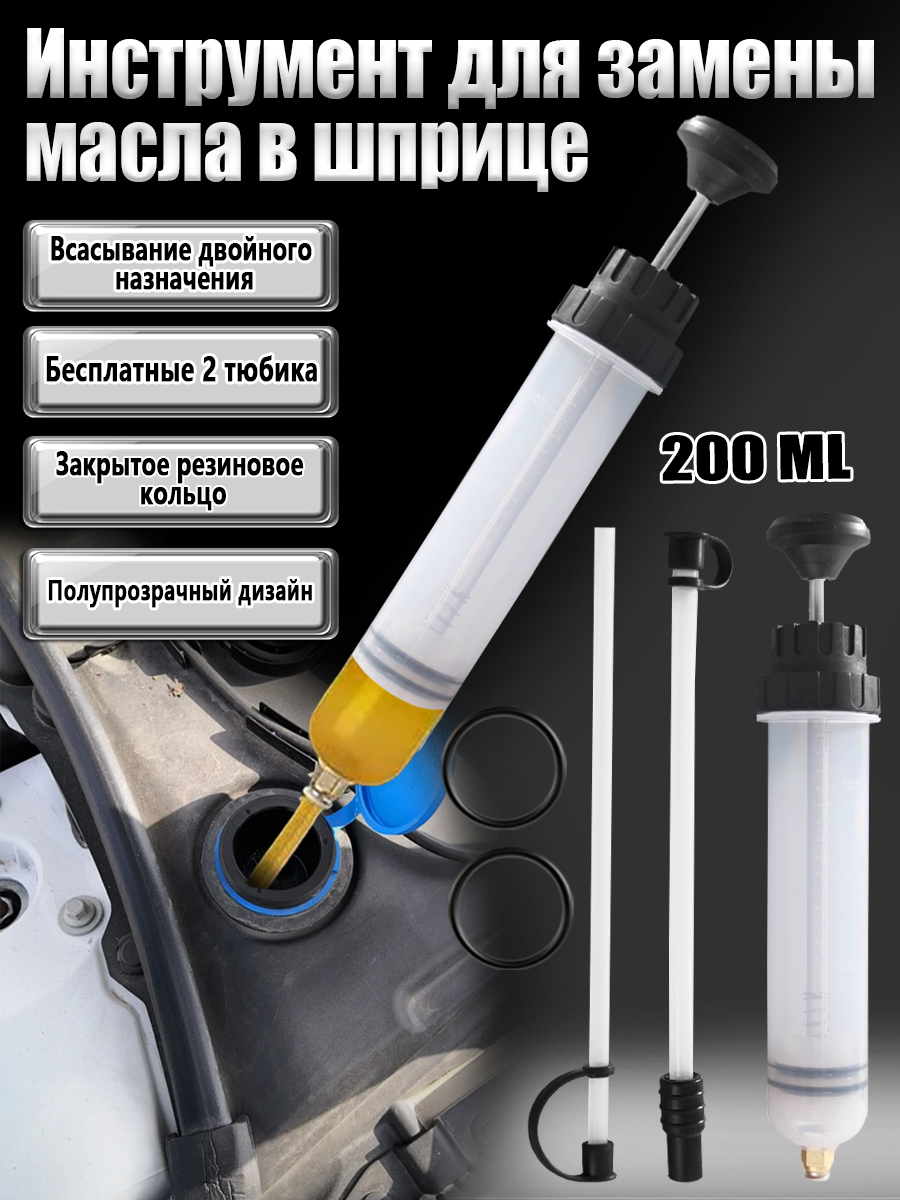 Инструмент для замены
масла в шприце
Всасывание двойного
назначения
Бесплатные 2 тюбика
Закрытое резиновое
кольцо
Полупрозрачный дизайн
200 ML